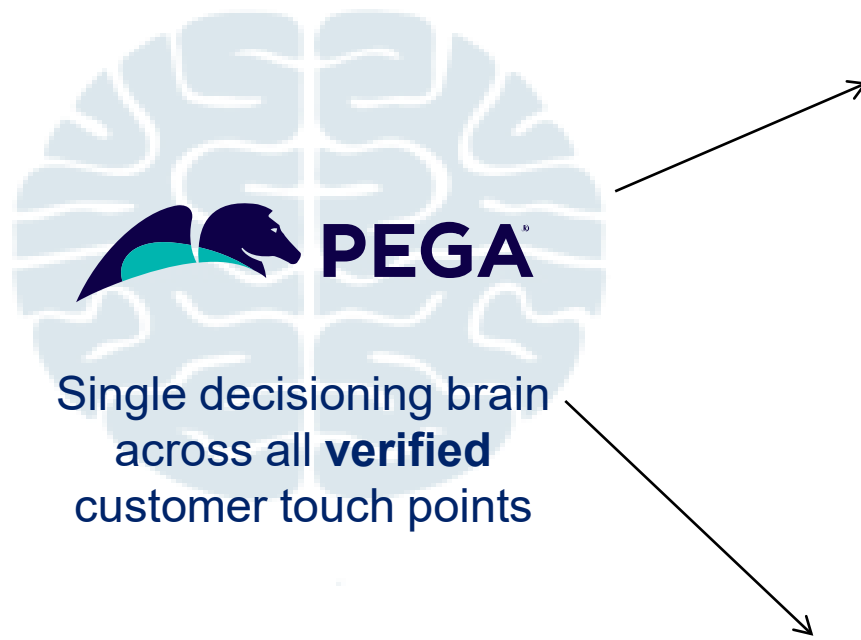 PEGA
Single decisioning brain
across all verified
customer touch points